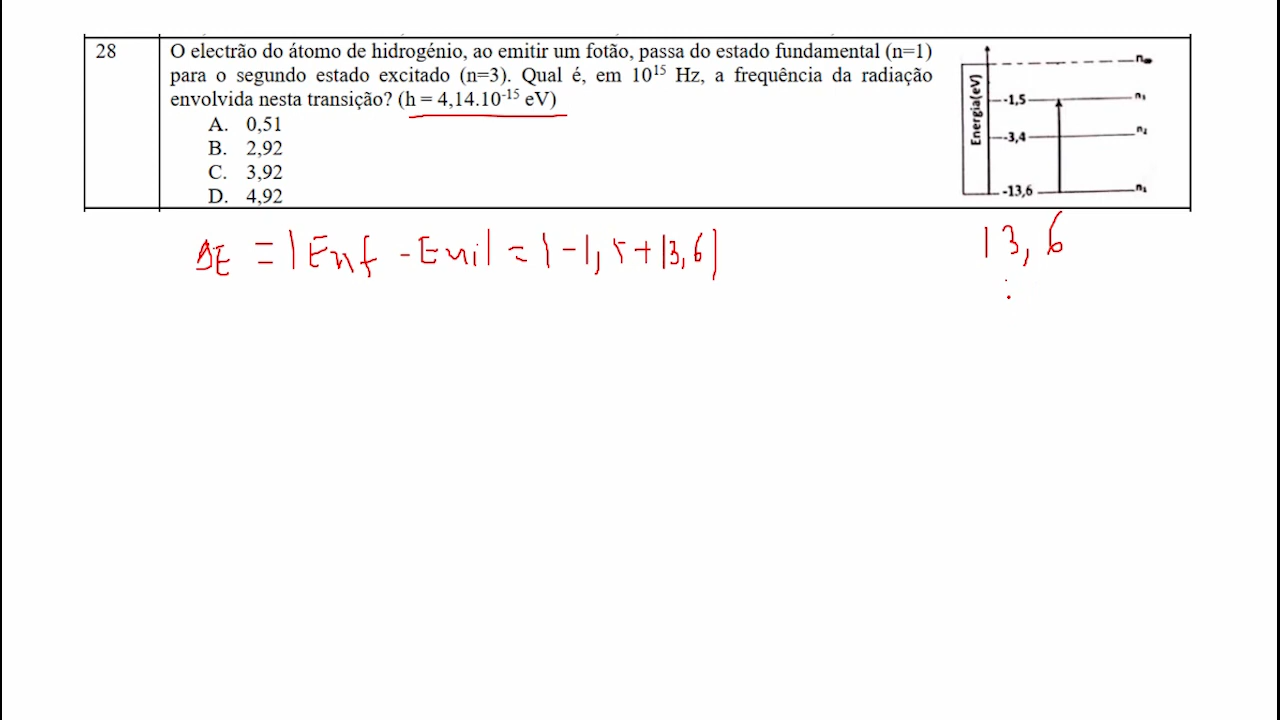 28
O electrão do átomo de hidrogénio, ao emitir um fotão, passa do estado fundamental (n=1)
para o segundo estado excitado (n=3). Qual é, em 10¹⁵ Hz, a frequência da radiação
envolvida nesta transição? (h = 4,14.10⁻¹⁵ eV)
A. 0,51
B. 2,92
C. 3,92
D. 4,92
Energia(eV)
n∞
-1,5 n₃
-3,4 n₂
-13,6 n₁
ΔE = |Enf - Eni| = |-1,5+13,6|
13,6